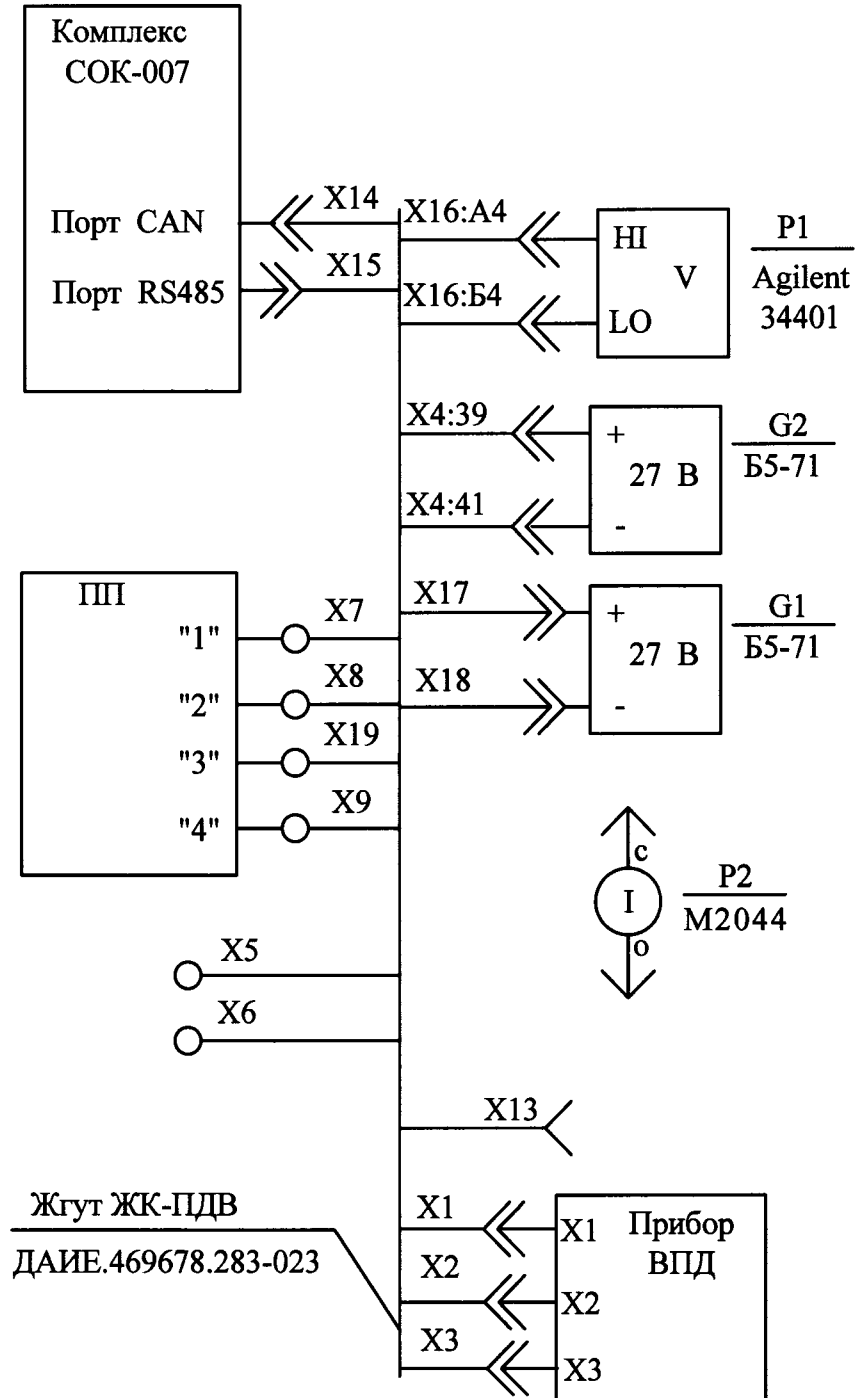 Комплекс
СОК-007
Порт CAN
Порт RS485
X14
X15
X16:А4
X16:Б4
HI
V
LO
P1
Agilent
34401
X4:39
X4:41
+
27 В
-
G2
Б5-71
X17
X18
+
27 В
-
G1
Б5-71
ПП
"1"
"2"
"3"
"4"
X7
X8
X19
X9
c
I
o
P2
М2044
X5
X6
X13
Жгут ЖК-ПДВ
ДАИЕ.469678.283-023
X1
X2
X3
X1
X2
X3
Прибор
ВПД